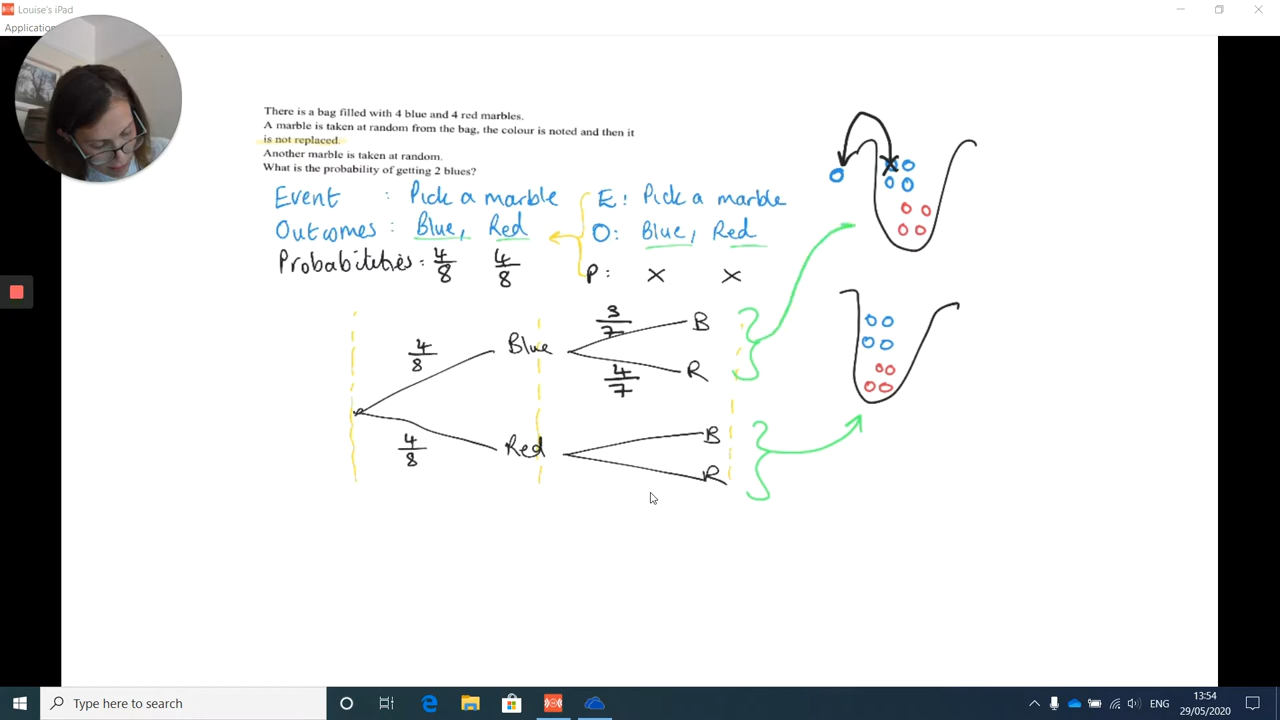 Louise's iPad
Application
There is a bag filled with 4 blue and 4 red marbles.
A marble is taken at random from the bag, the colour is noted and then it
is not replaced.
Another marble is taken at random.
What is the probability of getting 2 blues?
Event : Pick a marble
Outcomes : Blue, Red
Probabilities : 4/8 4/8
E: Pick a marble
O: Blue, Red
P: x x
4/8 Blue
3/7 B
4/7 R
4/8 Red
B
R
Type here to search
ENG
13:54
29/05/2020